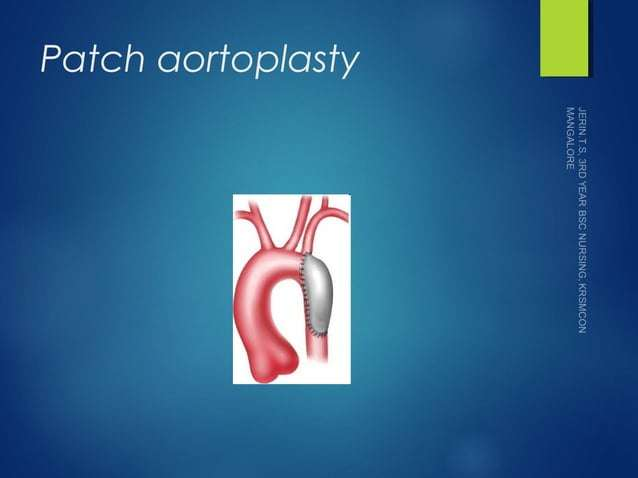 Patch aortoplasty
JERIN T.S, 3RD YEAR BSC NURSING, KRSMCON
MANGALORE